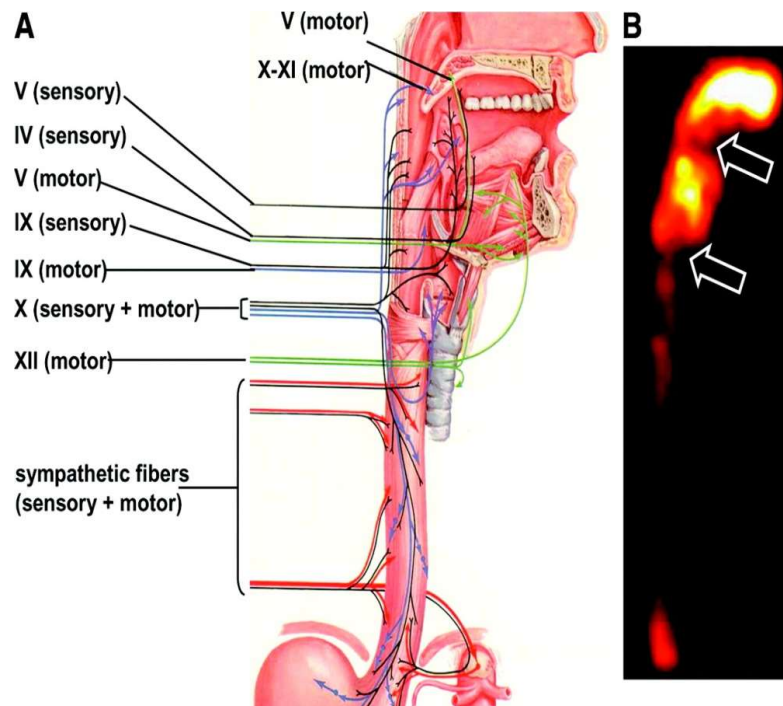 A
V (motor)
B
X-XI (motor)
V (sensory)
IV (sensory)
V (motor)
IX (sensory)
IX (motor)
X (sensory + motor)
XII (motor)
sympathetic fibers
(sensory + motor)